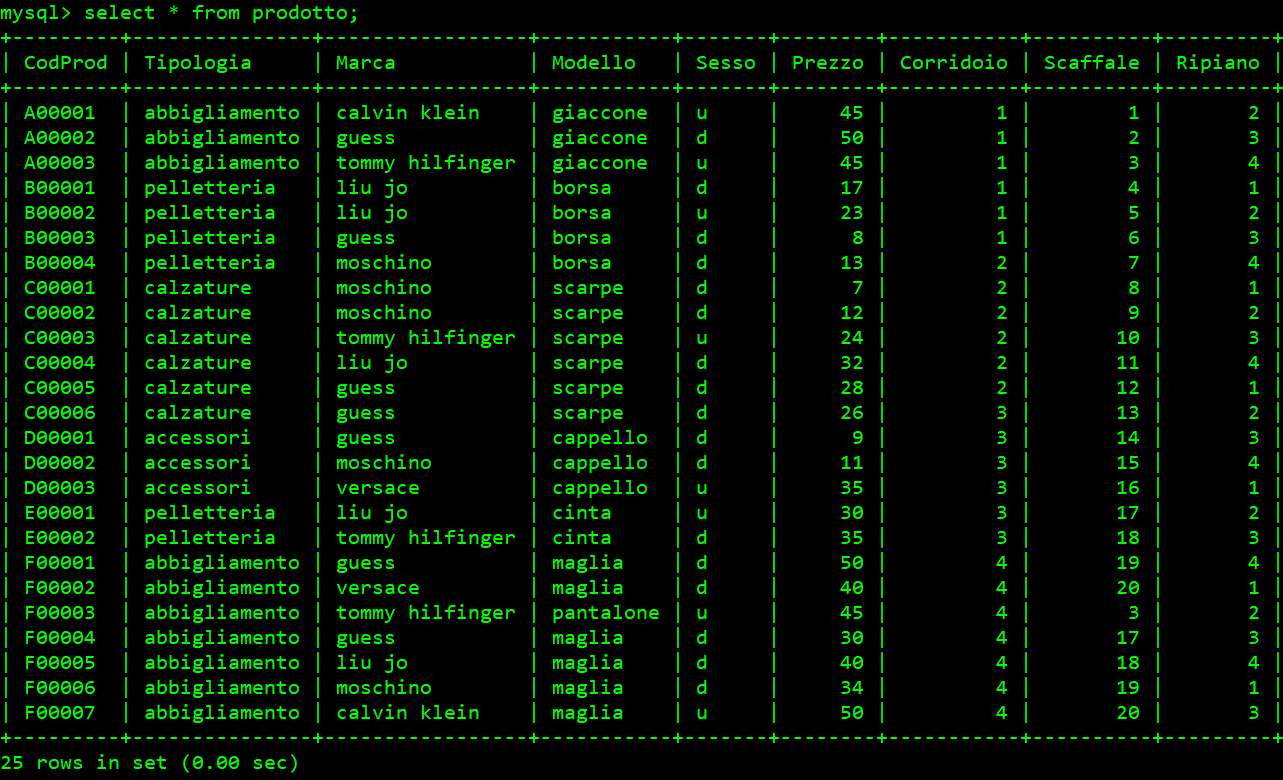 mysql> select * from prodotto;
+---------+---------------+------------------+-----------+-------+--------+-----------+----------+---------+
| CodProd | Tipologia     | Marca            | Modello   | Sesso | Prezzo | Corridoio | Scaffale | Ripiano |
+---------+---------------+------------------+-----------+-------+--------+-----------+----------+---------+
| A00001  | abbigliamento | calvin klein     | giaccone  | u     |     45 |         1 |        1 |       2 |
| A00002  | abbigliamento | guess            | giaccone  | d     |     50 |         1 |        2 |       3 |
| A00003  | abbigliamento | tommy hilfinger  | giaccone  | u     |     45 |         1 |        3 |       4 |
| B00001  | pelletteria   | liu jo           | borsa     | d     |     17 |         1 |        4 |       1 |
| B00002  | pelletteria   | liu jo           | borsa     | u     |     23 |         1 |        5 |       2 |
| B00003  | pelletteria   | guess            | borsa     | d     |      8 |         1 |        6 |       3 |
| B00004  | pelletteria   | moschino         | borsa     | d     |     13 |         2 |        7 |       4 |
| C00001  | calzature     | moschino         | scarpe    | d     |      7 |         2 |        8 |       1 |
| C00002  | calzature     | moschino         | scarpe    | d     |     12 |         2 |        9 |       2 |
| C00003  | calzature     | tommy hilfinger  | scarpe    | u     |     24 |         2 |       10 |       3 |
| C00004  | calzature     | liu jo           | scarpe    | d     |     32 |         2 |       11 |       4 |
| C00005  | calzature     | guess            | scarpe    | d     |     28 |         2 |       12 |       1 |
| C00006  | calzature     | guess            | scarpe    | d     |     26 |         3 |       13 |       2 |
| D00001  | accessori     | guess            | cappello  | d     |      9 |         3 |       14 |       3 |
| D00002  | accessori     | moschino         | cappello  | d     |     11 |         3 |       15 |       4 |
| D00003  | accessori     | versace          | cappello  | u     |     35 |         3 |       16 |       1 |
| E00001  | pelletteria   | liu jo           | cinta     | u     |     30 |         3 |       17 |       2 |
| E00002  | pelletteria   | tommy hilfinger  | cinta     | d     |     35 |         3 |       18 |       3 |
| F00001  | abbigliamento | guess            | maglia    | d     |     50 |         4 |       19 |       4 |
| F00002  | abbigliamento | versace          | maglia    | d     |     40 |         4 |       20 |       1 |
| F00003  | abbigliamento | tommy hilfinger  | pantalone | u     |     45 |         4 |        3 |       2 |
| F00004  | abbigliamento | guess            | maglia    | d     |     30 |         4 |       17 |       3 |
| F00005  | abbigliamento | liu jo           | maglia    | d     |     40 |         4 |       18 |       4 |
| F00006  | abbigliamento | moschino         | maglia    | d     |     34 |         4 |       19 |       1 |
| F00007  | abbigliamento | calvin klein     | maglia    | u     |     50 |         4 |       20 |       3 |
+---------+---------------+------------------+-----------+-------+--------+-----------+----------+---------+
25 rows in set (0.00 sec)